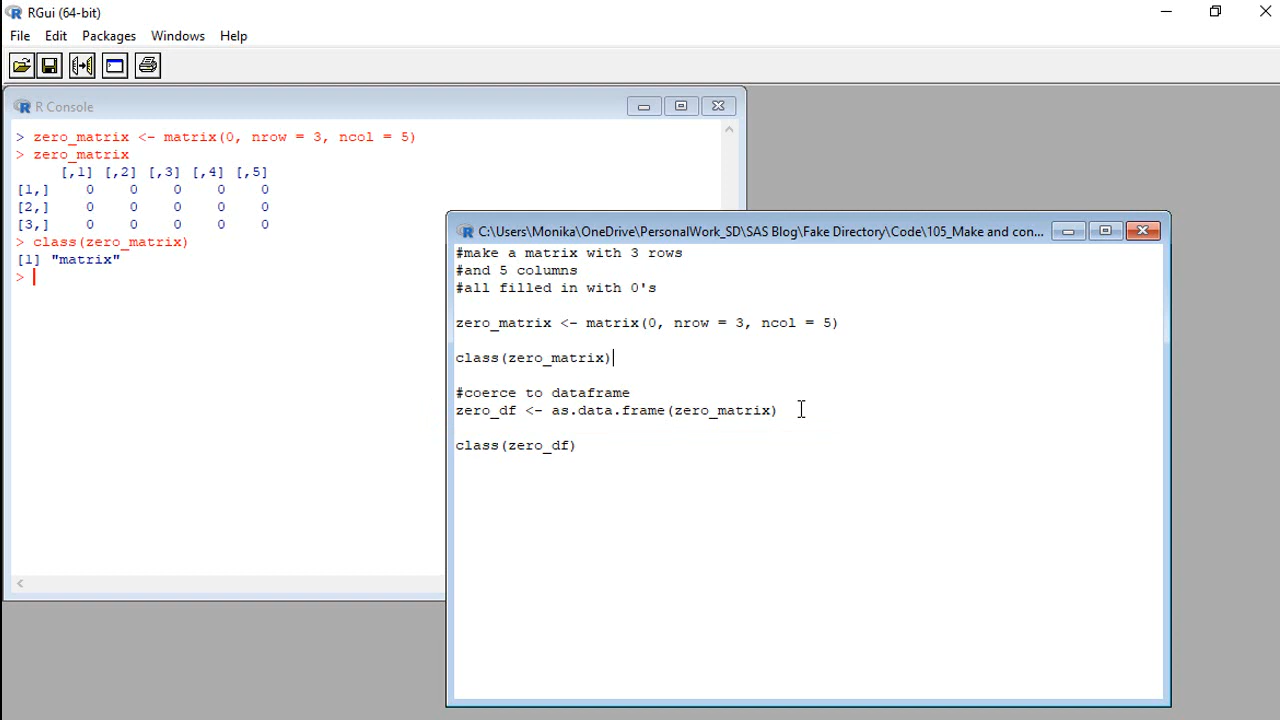 RGui (64-bit)
File Edit Packages Windows Help
R Console
> zero_matrix <- matrix(0, nrow = 3, ncol = 5)
> zero_matrix
     [,1] [,2] [,3] [,4] [,5]
[1,]    0    0    0    0    0
[2,]    0    0    0    0    0
[3,]    0    0    0    0    0
> class(zero_matrix)
[1] "matrix"
>
C:\Users\Monika\OneDrive\PersonalWork_SD\SAS Blog\Fake Directory\Code\105_Make and con...
#make a matrix with 3 rows
#and 5 columns
#all filled in with 0's
zero_matrix <- matrix(0, nrow = 3, ncol = 5)
class(zero_matrix)
#coerce to dataframe
zero_df <- as.data.frame(zero_matrix)
class(zero_df)